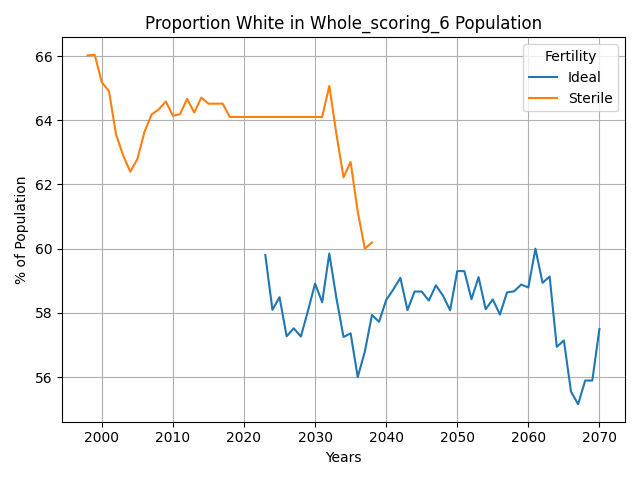 Proportion White in Whole_scoring_6 Population
Fertility
Ideal
Sterile
% of Population
66
64
62
60
58
56
2000 2010 2020 2030 2040 2050 2060 2070
Years